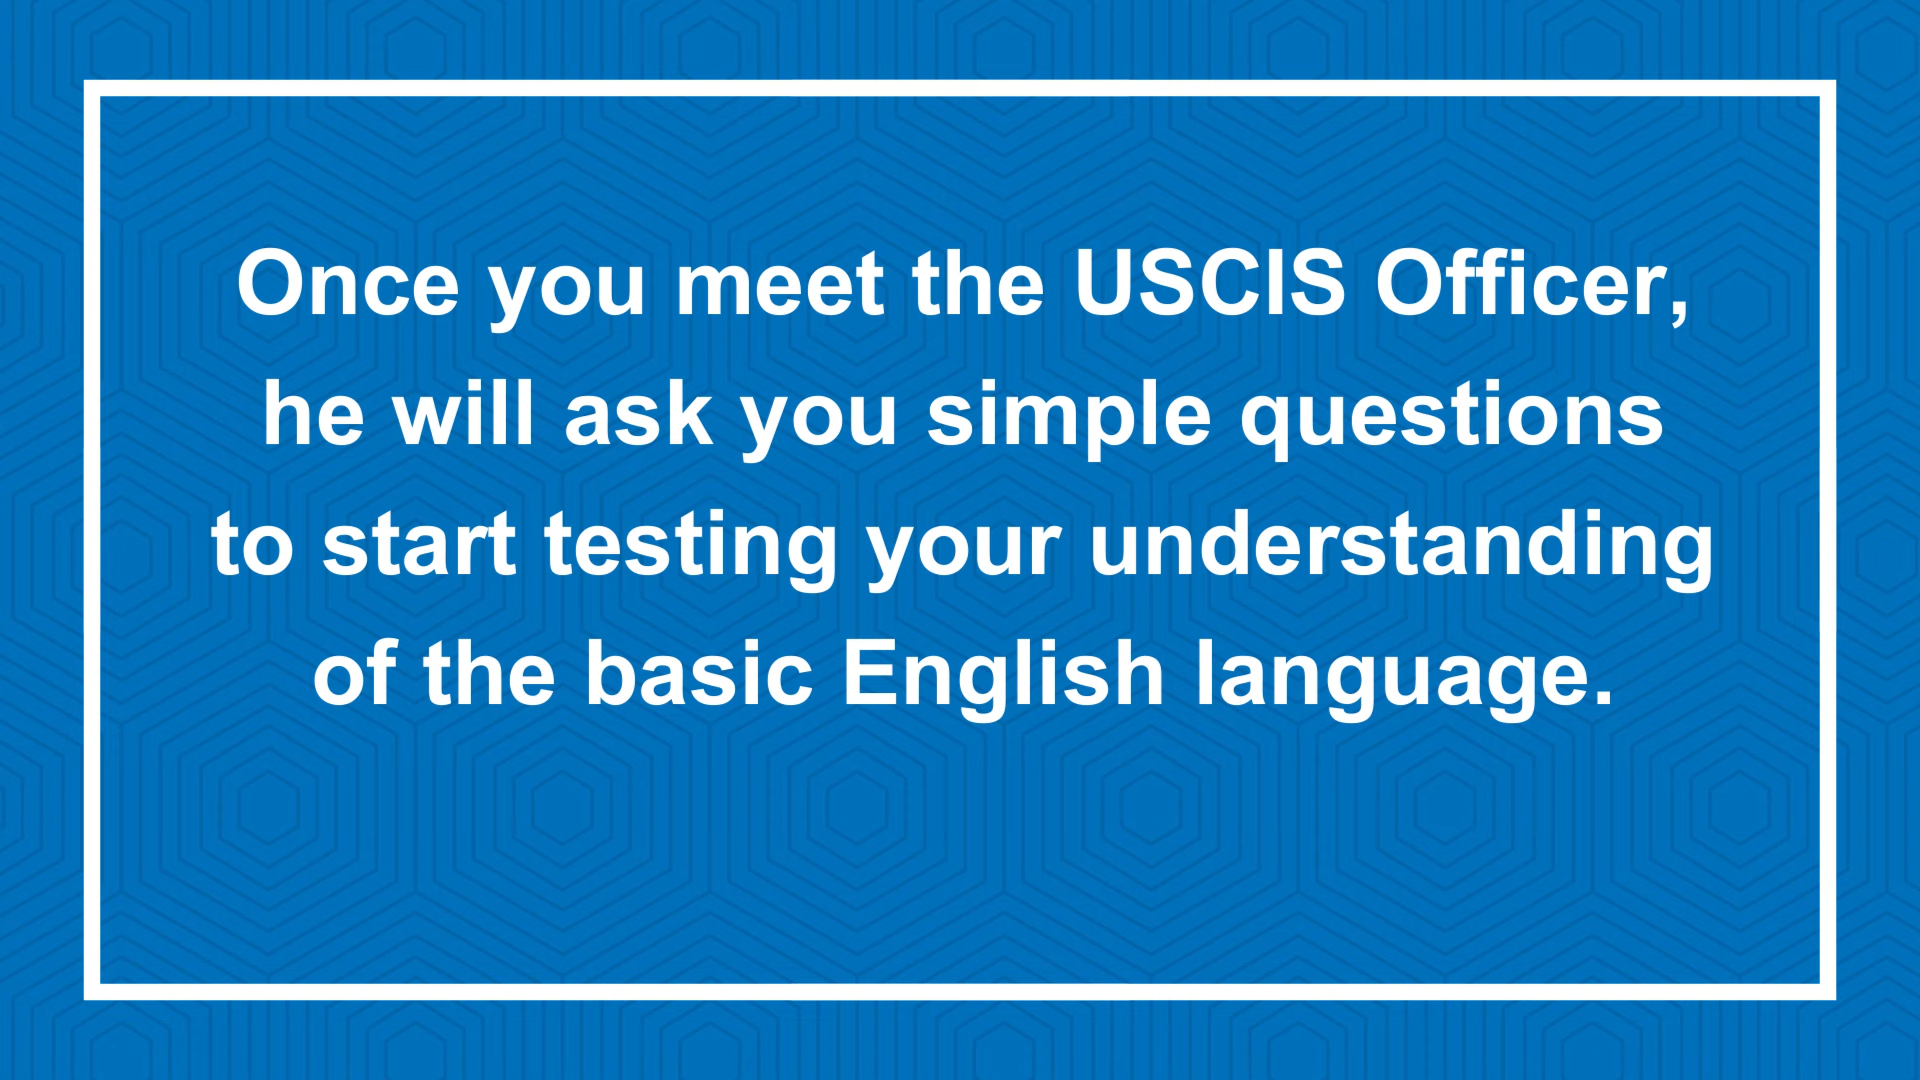 Once you meet the USCIS Officer,
he will ask you simple questions
to start testing your understanding
of the basic English language.